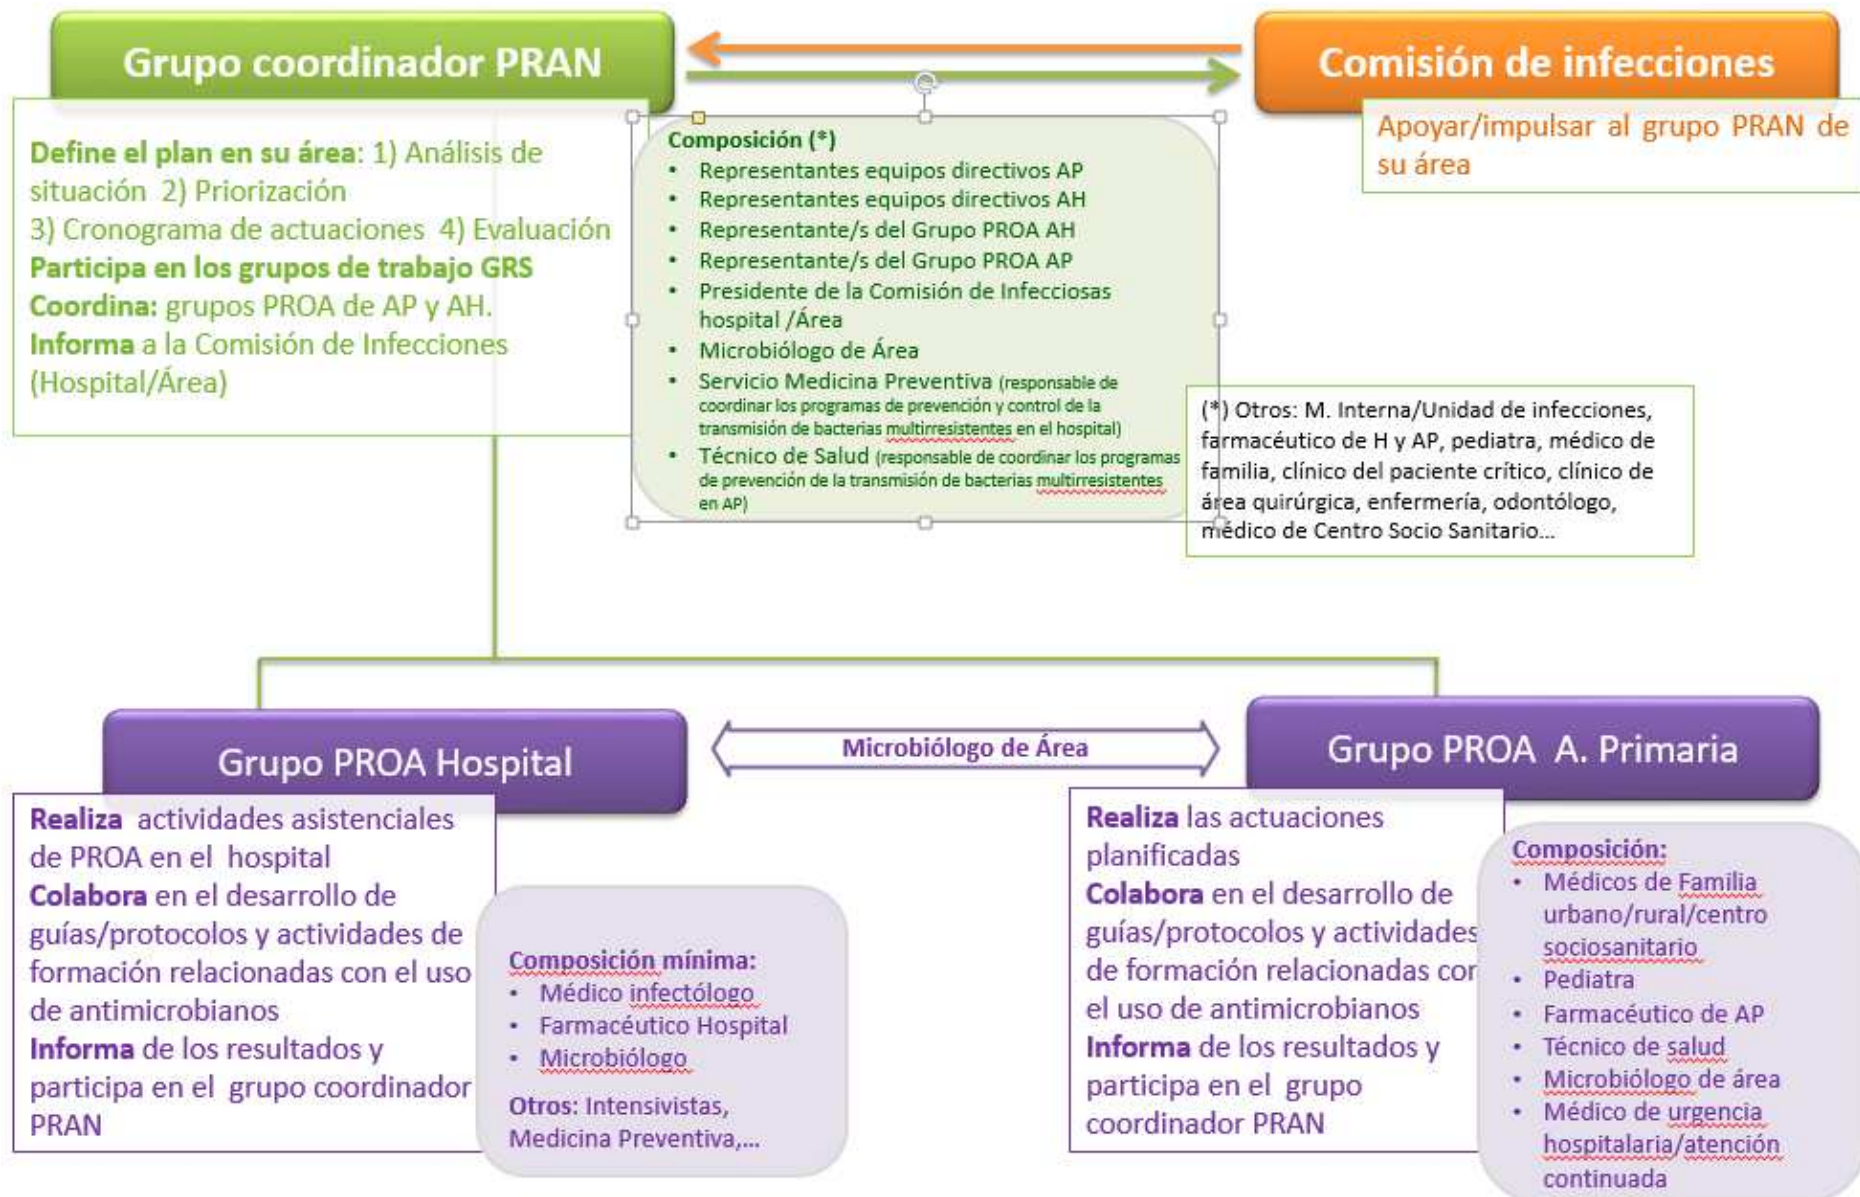 Grupo coordinador PRAN
Comisión de infecciones
Define el plan en su área: 1) Análisis de
situación 2) Priorización
3) Cronograma de actuaciones 4) Evaluación
Participa en los grupos de trabajo GRS
Coordina: grupos PROA de AP y AH.
Informa a la Comisión de Infecciones
(Hospital/Área)
Composición (*)
• Representantes equipos directivos AP
• Representantes equipos directivos AH
• Representante/s del Grupo PROA AH
• Representante/s del Grupo PROA AP
• Presidente de la Comisión de Infecciosas
hospital /Área
• Microbiólogo de Área
• Servicio Medicina Preventiva (responsable de
coordinar los programas de prevención y control de la
transmisión de bacterias multirresistentes en el hospital)
• Técnico de Salud (responsable de coordinar los programas
de prevención de la transmisión de bacterias multirresistentes
en AP)
Apoyar/impulsar al grupo PRAN de
su área
(*) Otros: M. Interna/Unidad de infecciones,
farmacéutico de H y AP, pediatra, médico de
familia, clínico del paciente crítico, clínico de
área quirúrgica, enfermería, odontólogo,
médico de Centro Socio Sanitario...
Grupo PROA Hospital
Microbiólogo de Área
Grupo PROA A. Primaria
Realiza actividades asistenciales
de PROA en el hospital
Colabora en el desarrollo de
guías/protocolos y actividades de
formación relacionadas con el uso
de antimicrobianos
Informa de los resultados y
participa en el grupo coordinador
PRAN
Composición mínima:
• Médico infectólogo
• Farmacéutico Hospital
• Microbiólogo
Otros: Intensivistas,
Medicina Preventiva,...
Realiza las actuaciones
planificadas
Colabora en el desarrollo de
guías/protocolos y actividades
de formación relacionadas con
el uso de antimicrobianos
Informa de los resultados y
participa en el grupo
coordinador PRAN
Composición:
• Médicos de Familia
urbano/rural/centro
sociosanitario
• Pediatra
• Farmacéutico de AP
• Técnico de salud
• Microbiólogo de área
• Médico de urgencia
hospitalaria/atención
continuada